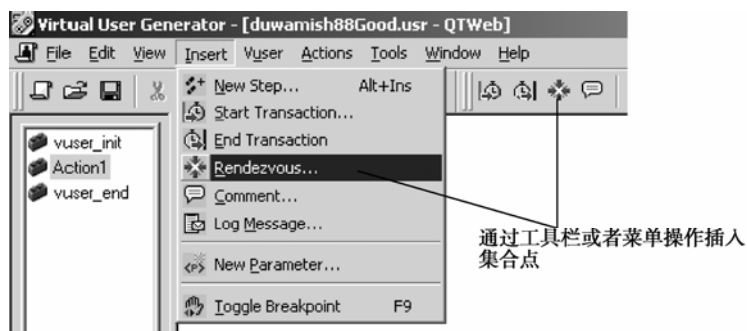 Virtual User Generator - [duwamish88Good.usr - QTWeb]
File Edit View Insert Vuser Actions Tools Window Help
New Step... Alt+Ins
Start Transaction...
End Transaction
Rendezvous...
Comment...
Log Message...
New Parameter...
Toggle Breakpoint F9
vuser_init
Action1
vuser_end
通过工具栏或者菜单操作插入
集合点